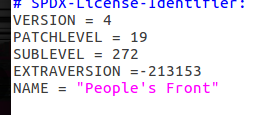 # SPDX-License-Identifier:
VERSION = 4
PATCHLEVEL = 19
SUBLEVEL = 272
EXTRAVERSION =-213153
NAME = "People's Front"